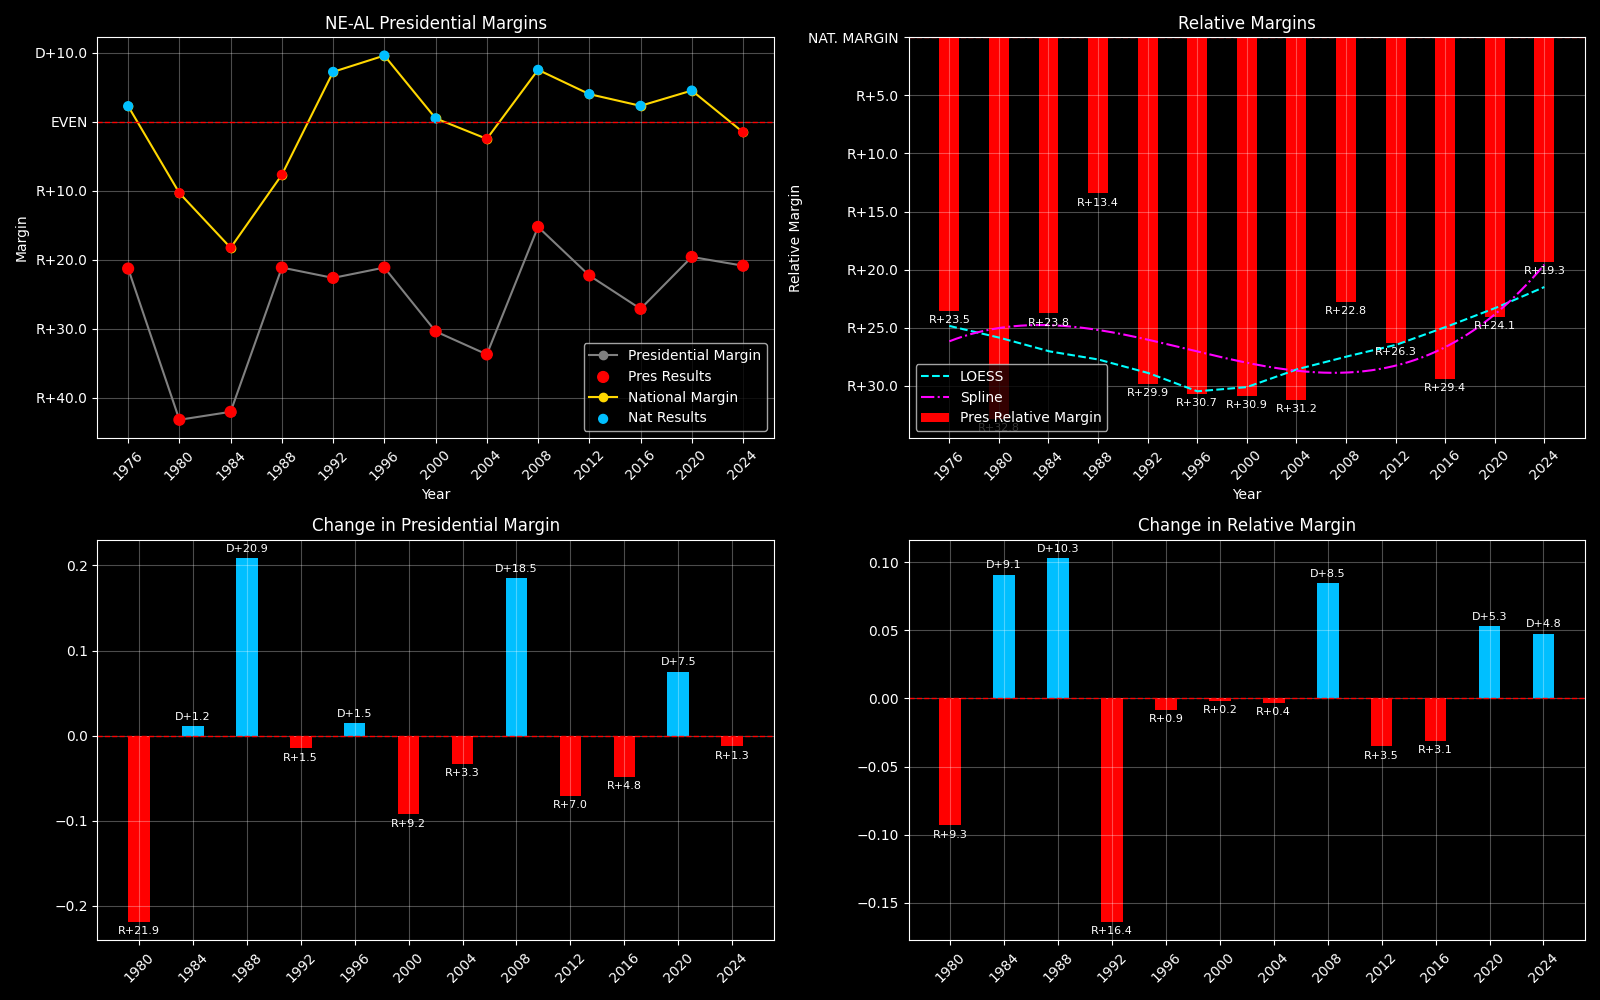 NE-AL Presidential Margins
D+10.0
EVEN
R+10.0
R+20.0
R+30.0
R+40.0
Margin
Presidential Margin
Pres Results
National Margin
Nat Results
1976
1980
1984
1988
1992
1996
2000
2004
2008
2012
2016
2020
2024
Year
Relative Margins
NAT. MARGIN
R+5.0
R+10.0
R+15.0
R+20.0
R+25.0
R+30.0
Relative Margin
R+23.5
R+32.8
R+23.8
R+13.4
R+29.9
R+30.7
R+30.9
R+31.2
R+22.8
R+26.3
R+29.4
R+24.1
R+19.3
LOESS
Spline
Pres Relative Margin
1976
1980
1984
1988
1992
1996
2000
2004
2008
2012
2016
2020
2024
Year
Change in Presidential Margin
0.2
0.1
0.0
−0.1
−0.2
R+21.9
D+1.2
D+20.9
R+1.5
D+1.5
R+9.2
R+3.3
D+18.5
R+7.0
R+4.8
D+7.5
R+1.3
1980
1984
1988
1992
1996
2000
2004
2008
2012
2016
2020
2024
Change in Relative Margin
0.10
0.05
0.00
−0.05
−0.10
−0.15
R+9.3
D+9.1
D+10.3
R+16.4
R+0.9
R+0.2
R+0.4
D+8.5
R+3.5
R+3.1
D+5.3
D+4.8
1980
1984
1988
1992
1996
2000
2004
2008
2012
2016
2020
2024